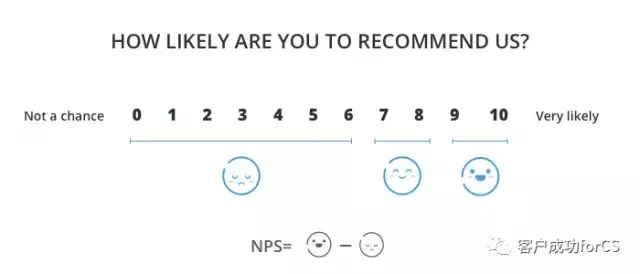 HOW LIKELY ARE YOU TO RECOMMEND US?
Not a chance 0 1 2 3 4 5 6 7 8 9 10 Very likely
NPS= −
客户成功forCS